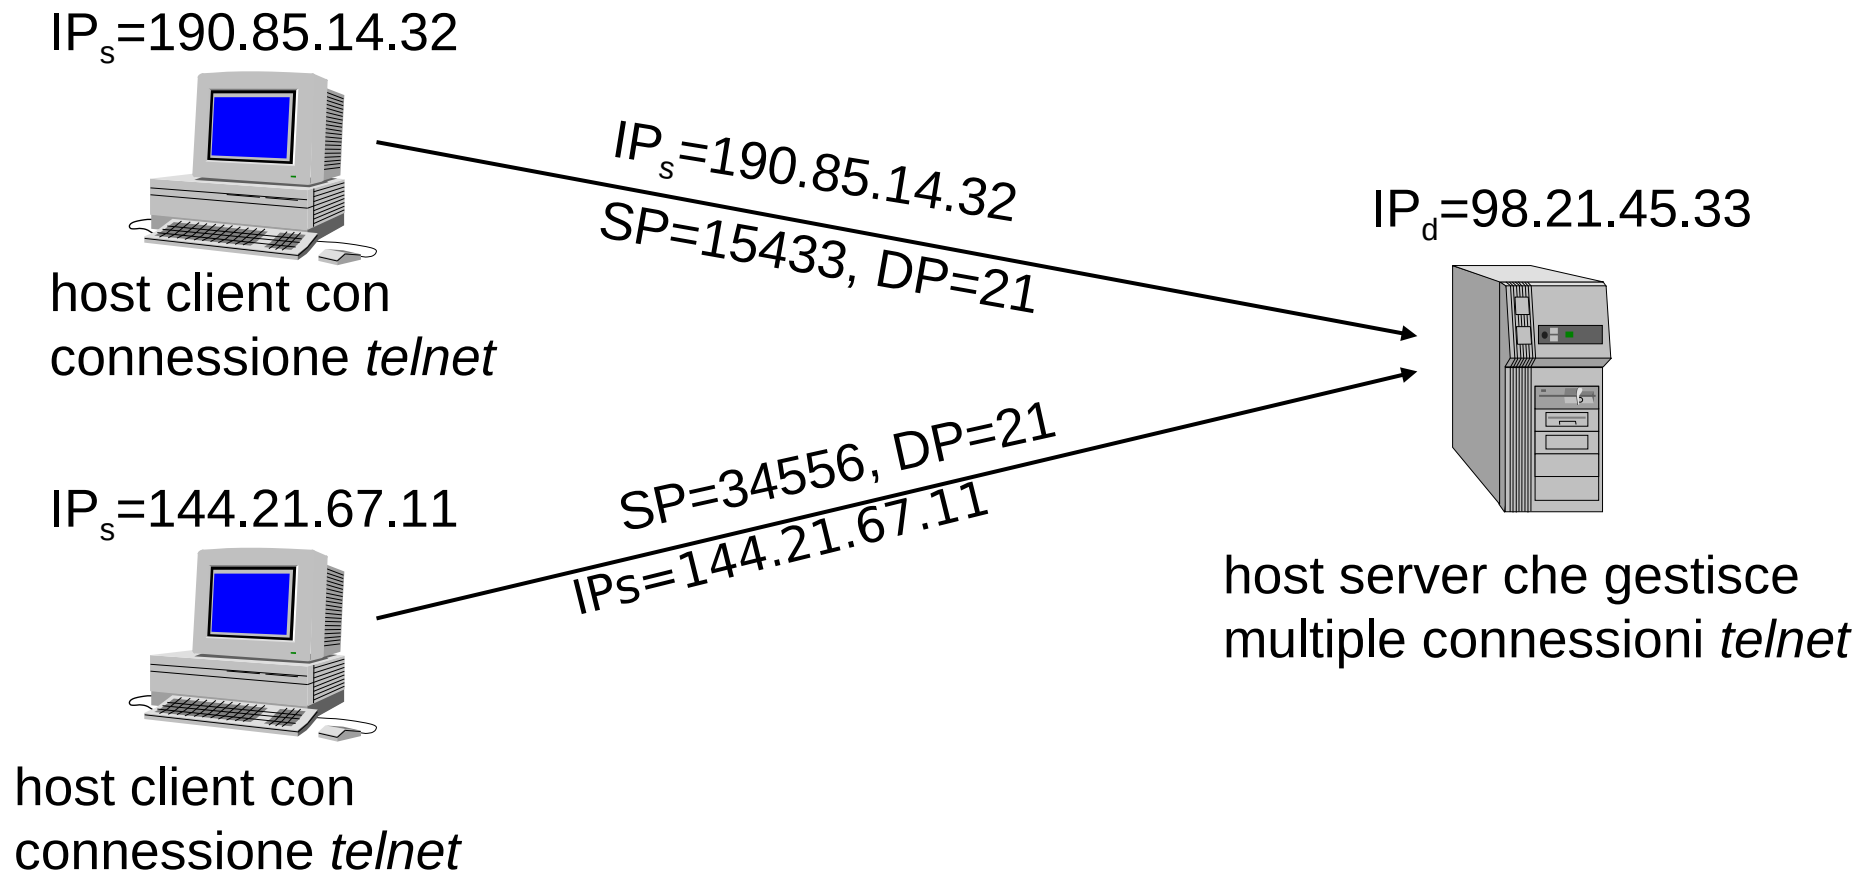 IPs=190.85.14.32
host client con
connessione telnet
IPs=190.85.14.32
SP=15433, DP=21
IPd=98.21.45.33
host server che gestisce
multiple connessioni telnet
SP=34556, DP=21
IPs=144.21.67.11
IPs=144.21.67.11
host client con
connessione telnet